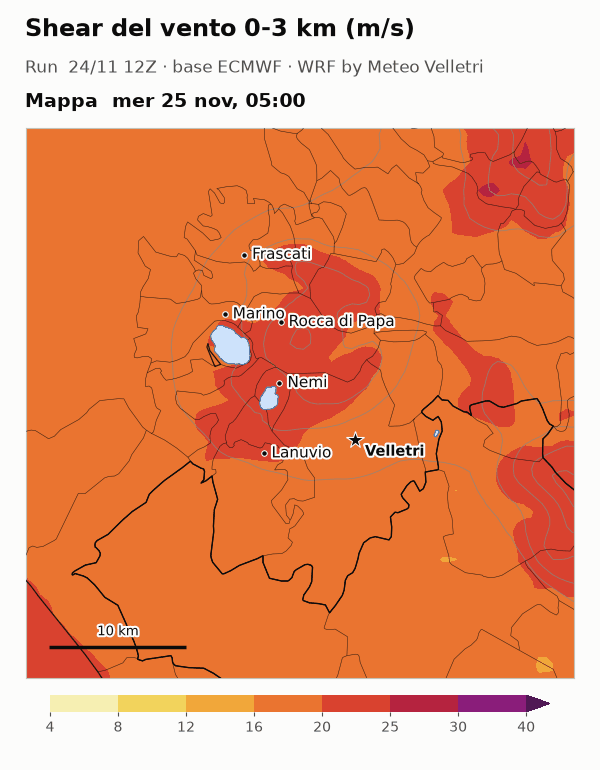 Shear del vento 0-3 km (m/s)
Run  24/11 12Z · base ECMWF · WRF by Meteo Velletri
Mappa  mer 25 nov, 05:00
Frascati
Marino
Rocca di Papa
Nemi
Velletri
Lanuvio
10 km
4 8 12 16 20 25 30 40